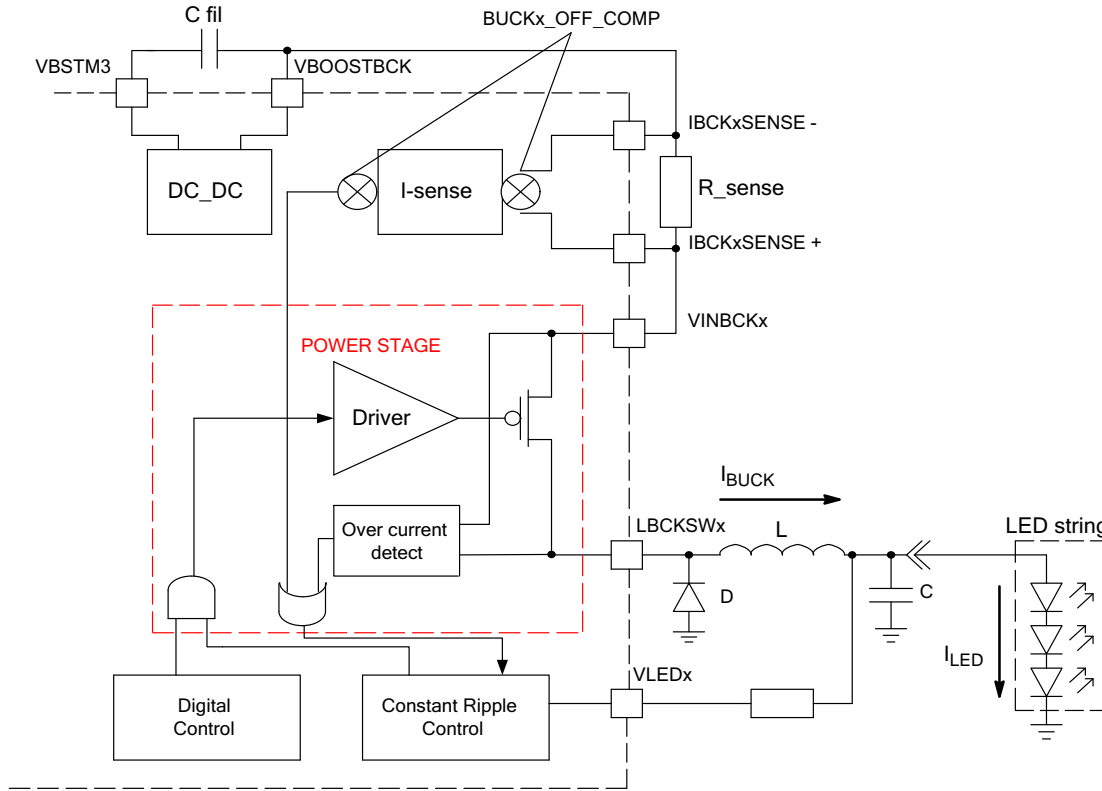 C fil
BUCKx_OFF_COMP
VBSTM3
VBOOSTBCK
IBCKxSENSE -
DC_DC
I-sense
R_sense
IBCKxSENSE +
VINBCKx
POWER STAGE
Driver
IBUCK
LBCKSWx
L
LED string
Over current
detect
D
C
ILED
VLEDx
Digital
Control
Constant Ripple
Control